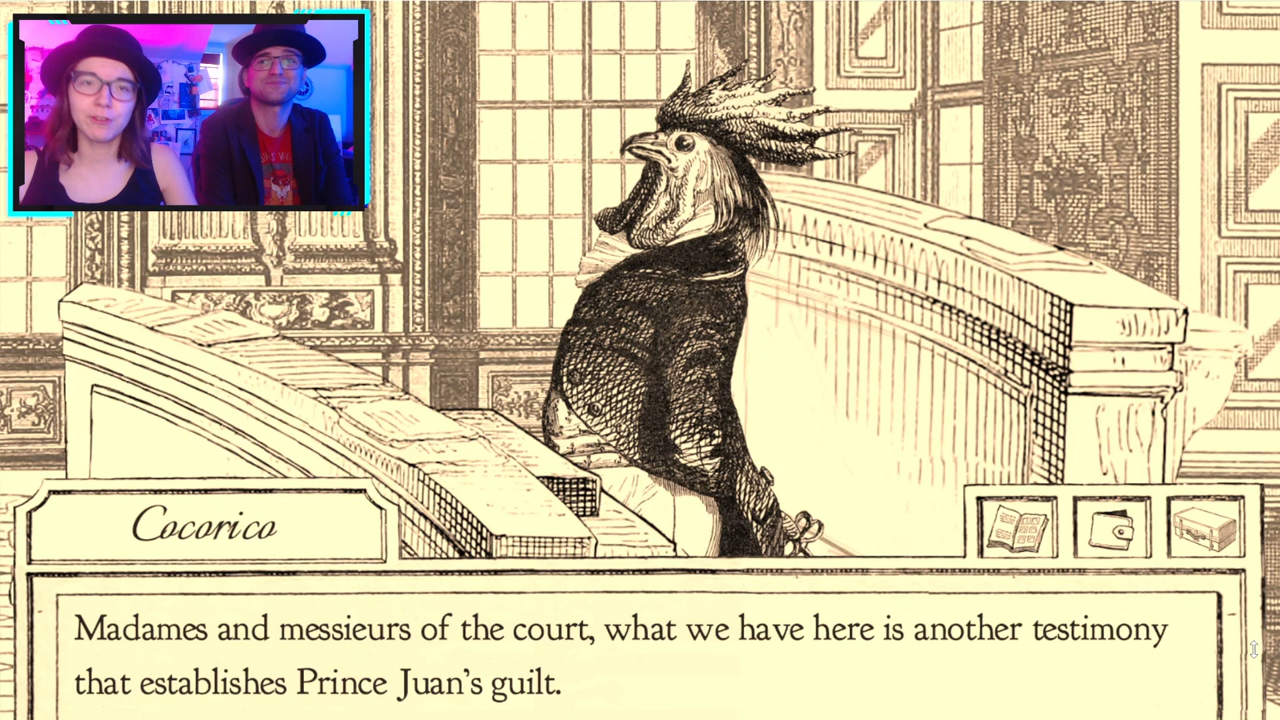 Cocorico
Madames and messieurs of the court, what we have here is another testimony
that establishes Prince Juan's guilt.